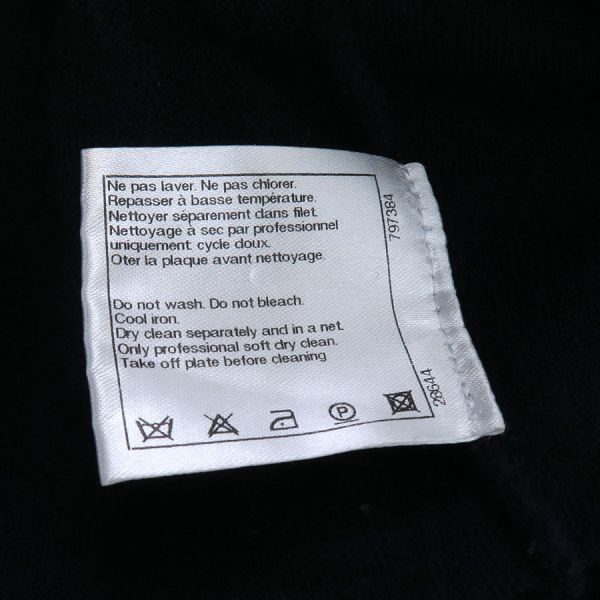 Ne pas laver. Ne pas chlorer.
Repasser à basse température.
Nettoyer séparement dans filet.
Nettoyage à sec par professionnel
uniquement cycle doux.
Oter la plaque avant nettoyage.
Do not wash. Do not bleach.
Cool iron.
Dry clean separately and in a net.
Only professional soft dry clean.
Take off plate before cleaning
P
797384
26644